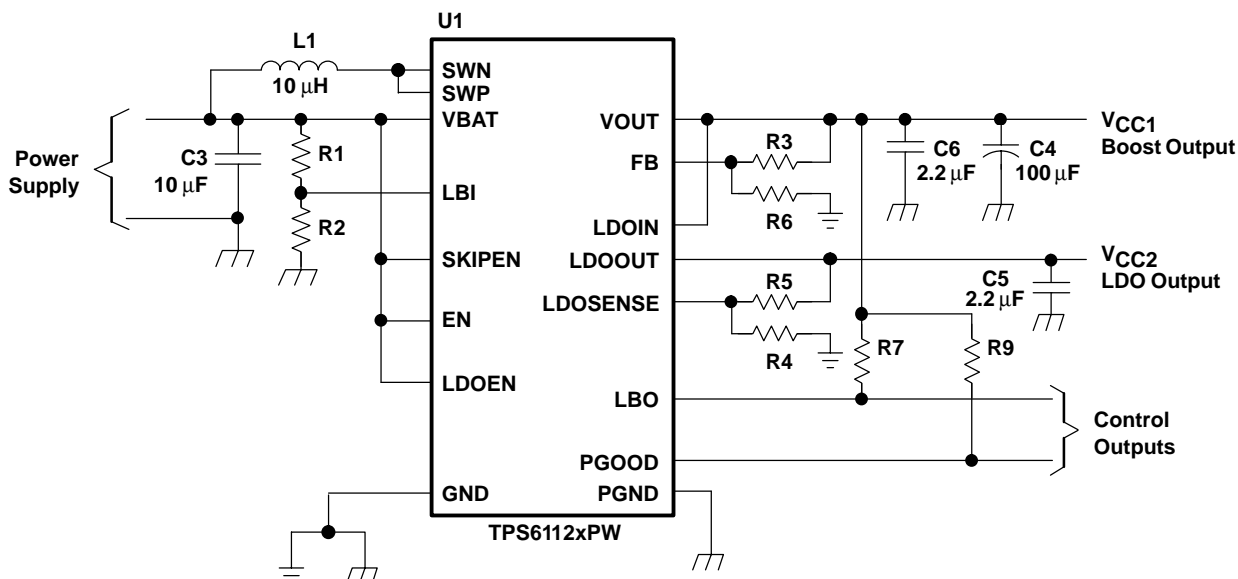 U1
L1
10 µH
SWN
SWP
VBAT
LBI
SKIPEN
EN
LDOEN
GND
Power
Supply
C3
10 µF
R1
R2
VOUT
FB
LDOIN
LDOOUT
LDOSENSE
LBO
PGOOD
PGND
R3
R6
R5
R4
R7
R9
C6
2.2 µF
C4
100 µF
VCC1
Boost Output
VCC2
LDO Output
C5
2.2 µF
Control
Outputs
TPS6112xPW